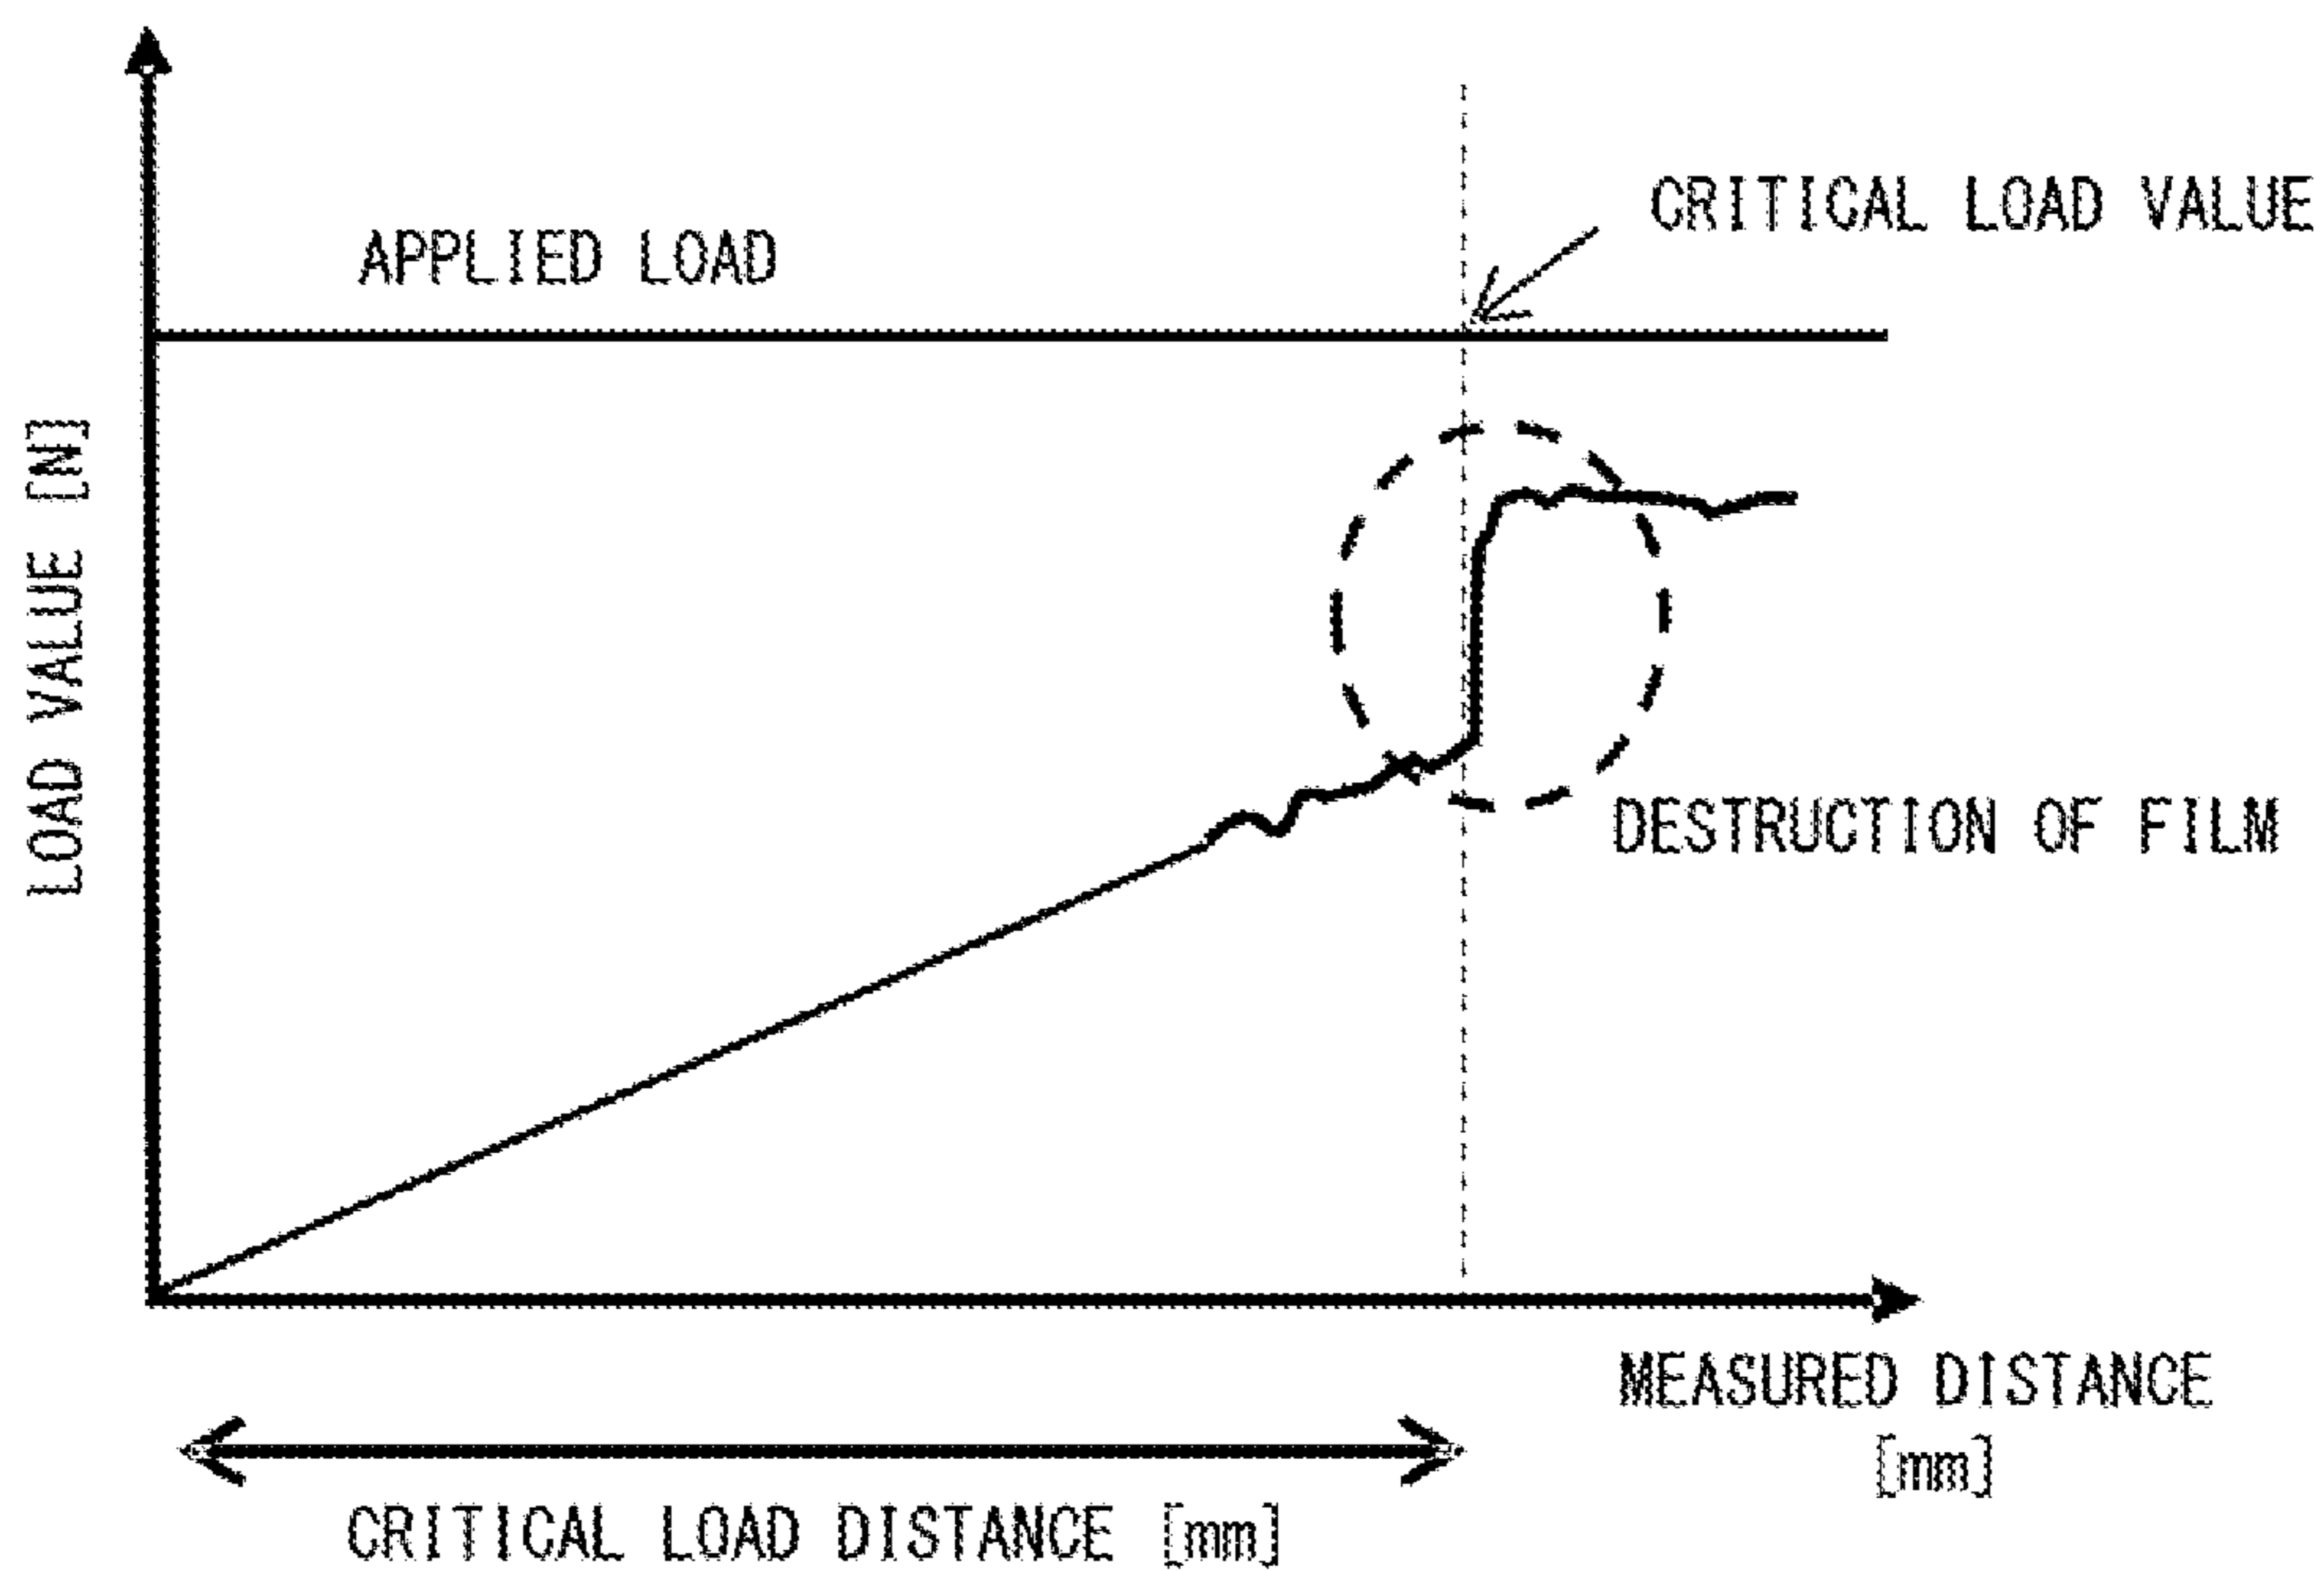 CRITICAL LOAD VALUE
APPLIED LOAD
LOAD VALUE [N]
DESTRUCTION OF FILM
MEASURED DISTANCE
[mm]
CRITICAL LOAD DISTANCE [mm]